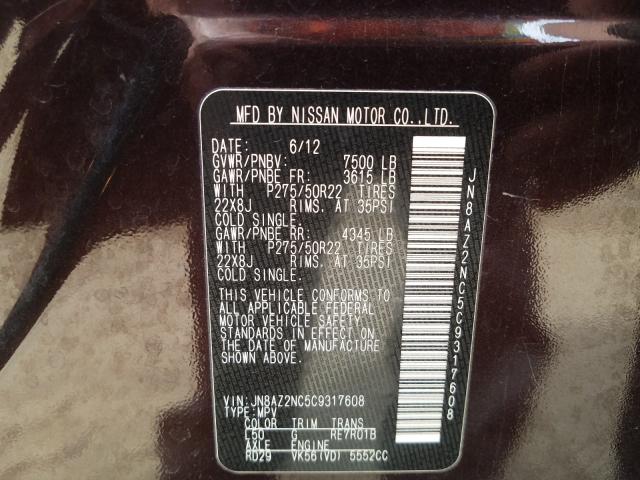 MFD BY NISSAN MOTOR CO.,LTD.
DATE: 6/12
GVWR/PNBV: 7500 LB
GAWR/PNBE FR: 3615 LB
WITH P275/50R22 TIRES
22X8J RIMS, AT 35PSI
COLD SINGLE.
GAWR/PNBE RR: 4345 LB
WITH P275/50R22 TIRES
22X8J RIMS, AT 35PSI
COLD SINGLE.
THIS VEHICLE CONFORMS TO
ALL APPLICABLE FEDERAL
MOTOR VEHICLE SAFETY
STANDARDS IN EFFECT ON
THE DATE OF MANUFACTURE
SHOWN ABOVE.
VIN:JN8AZ2NC5C9317608
TYPE:MPV
COLOR TRIM TRANS
L50 G RE7R01B
AXLE ENGINE
RD29 VK56(VD) 5552CC
JN8AZ2NC5C9317608